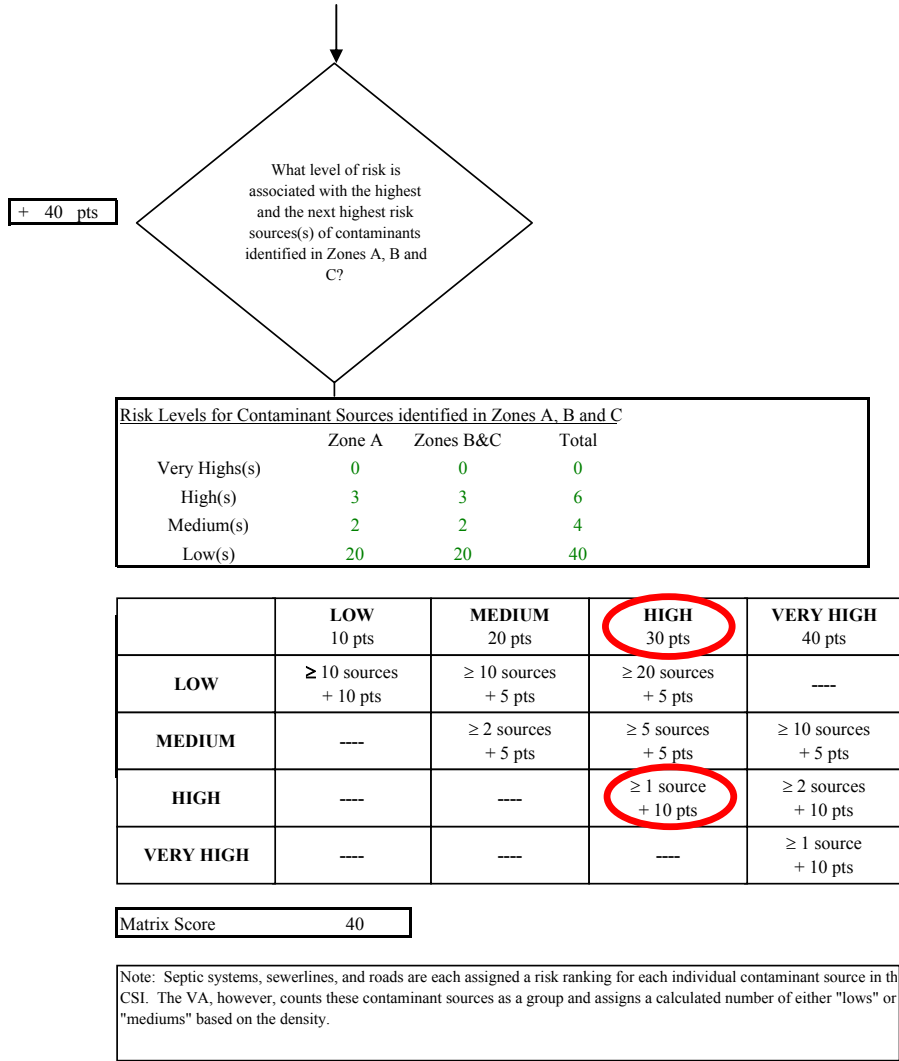 What level of risk is
associated with the highest
and the next highest risk
sources(s) of contaminants
identified in Zones A, B and
C?
+ 40 pts
Risk Levels for Contaminant Sources identified in Zones A, B and C
Zone A Zones B&C Total
Very Highs(s) 0 0 0
High(s) 3 3 6
Medium(s) 2 2 4
Low(s) 20 20 40
LOW MEDIUM HIGH VERY HIGH
10 pts 20 pts 30 pts 40 pts
LOW ≥ 10 sources ≥ 10 sources ≥ 20 sources ----
+ 10 pts + 5 pts + 5 pts
MEDIUM ---- ≥ 2 sources ≥ 5 sources ≥ 10 sources
+ 5 pts + 5 pts + 5 pts
HIGH ---- ---- ≥ 1 source ≥ 2 sources
+ 10 pts + 10 pts
VERY HIGH ---- ---- ---- ≥ 1 source
+ 10 pts
Matrix Score 40
Note: Septic systems, sewerlines, and roads are each assigned a risk ranking for each individual contaminant source in th
CSI. The VA, however, counts these contaminant sources as a group and assigns a calculated number of either "lows" or
"mediums" based on the density.